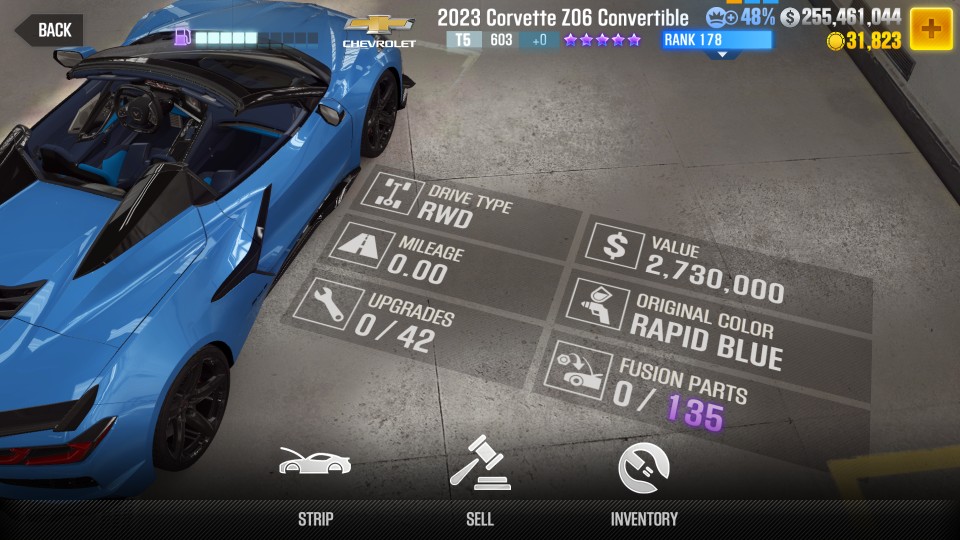 BACK
CHEVROLET
2023 Corvette Z06 Convertible
T5 603 +0
48%
255,461,044
RANK 178
31,823
DRIVE TYPE
RWD
MILEAGE
0.00
UPGRADES
0/42
VALUE
2,730,000
ORIGINAL COLOR
RAPID BLUE
FUSION PARTS
0/135
STRIP
SELL
INVENTORY